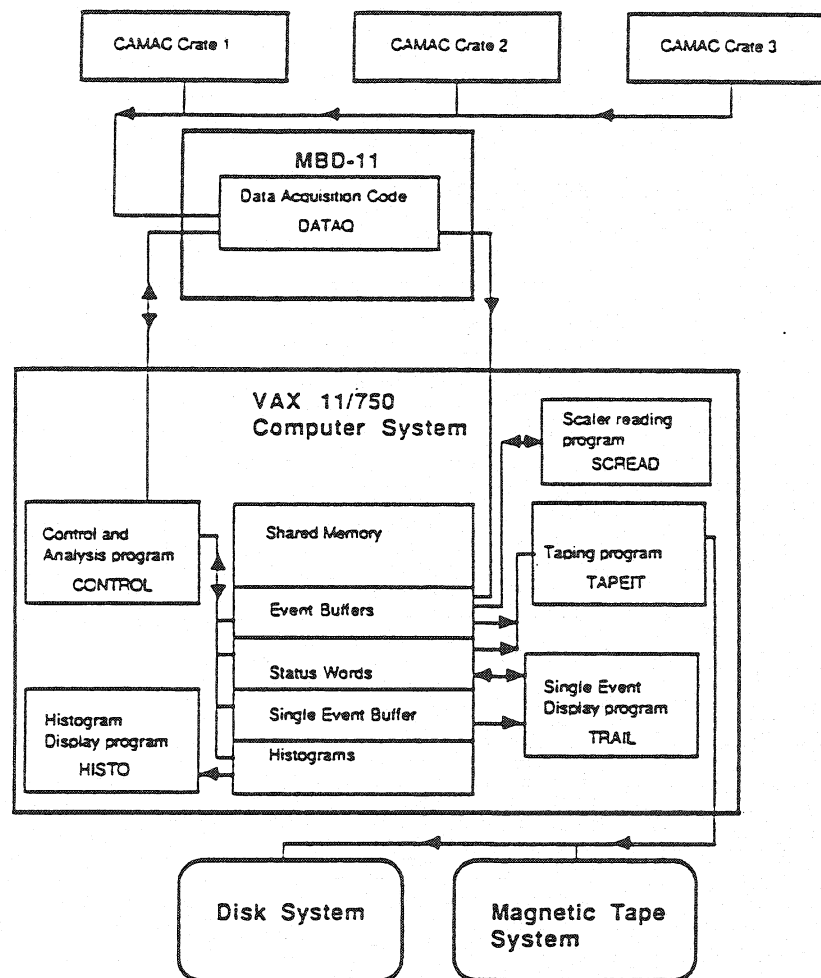 CAMAC Crate 1
CAMAC Crate 2
CAMAC Crate 3
MBD-11
Data Acquisition Code
DATAQ
VAX 11/750
Computer System
Scaler reading
program
SCREAD
Control and
Analysis program
CONTROL
Shared Memory
Event Buffers
Status Words
Single Event Buffer
Histograms
Taping program
TAPEIT
Histogram
Display program
HISTO
Single Event
Display program
TRAIL
Disk System
Magnetic Tape
System